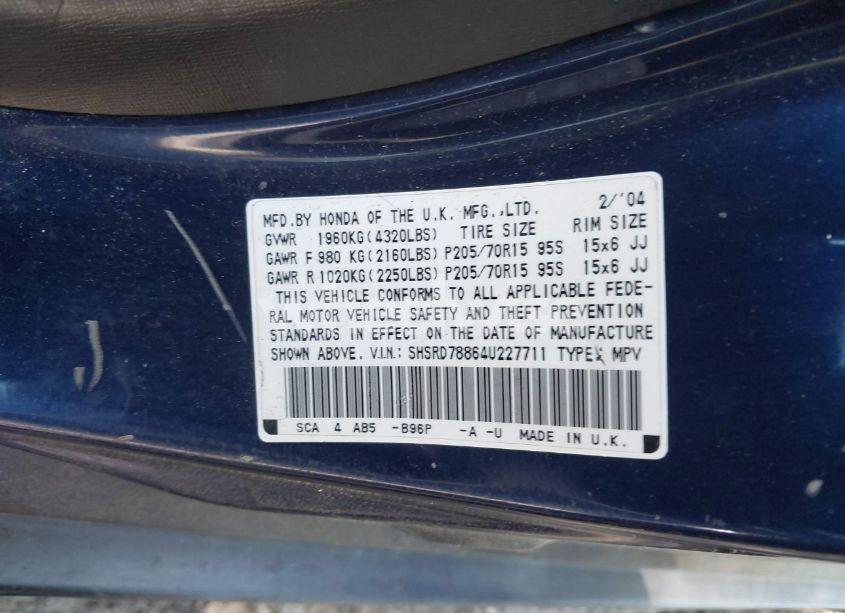 MFD.BY HONDA OF THE U.K. MFG.,LTD. 2/'04
GVWR 1960KG(4320LBS) TIRE SIZE RIM SIZE
GAWR F 980 KG(2160LBS) P205/70R15 95S 15x6 JJ
GAWR R 1020KG(2250LBS) P205/70R15 95S 15x6 JJ
THIS VEHICLE CONFORMS TO ALL APPLICABLE FEDE-
RAL MOTOR VEHICLE SAFETY AND THEFT PREVENTION
STANDARDS IN EFFECT ON THE DATE OF MANUFACTURE
SHOWN ABOVE. V.I.N.: SHSRD78864U227711 TYPE: MPV
SCA 4 AB5 -B96P -A -U MADE IN U.K.